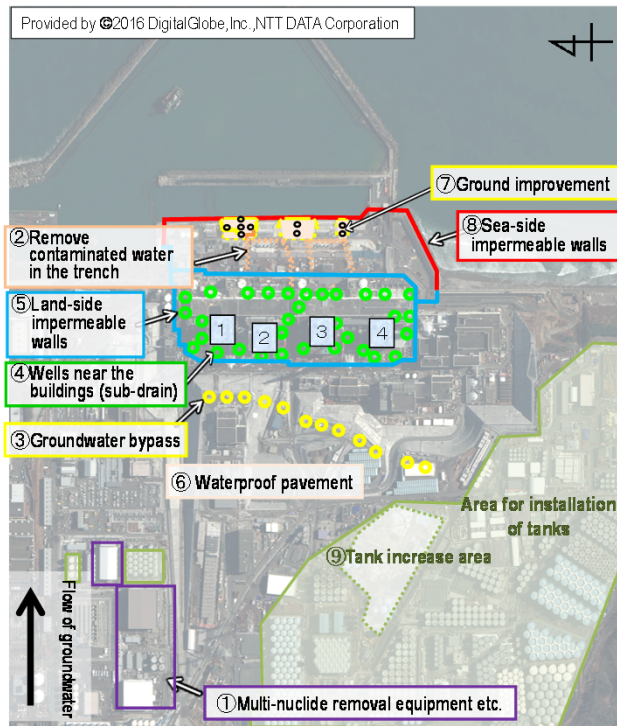 Provided by ©2016 DigitalGlobe,Inc.,NTT DATA Corporation
⑦Ground improvement
②Remove
contaminated water
in the trench
⑧Sea-side
impermeable walls
⑤Land-side
impermeable
walls
1
2
3
4
④Wells near the
buildings (sub-drain)
③Groundwater bypass
⑥ Waterproof pavement
Area for installation
of tanks
⑨Tank increase area
Flow of groundwater
①Multi-nuclide removal equipment etc.